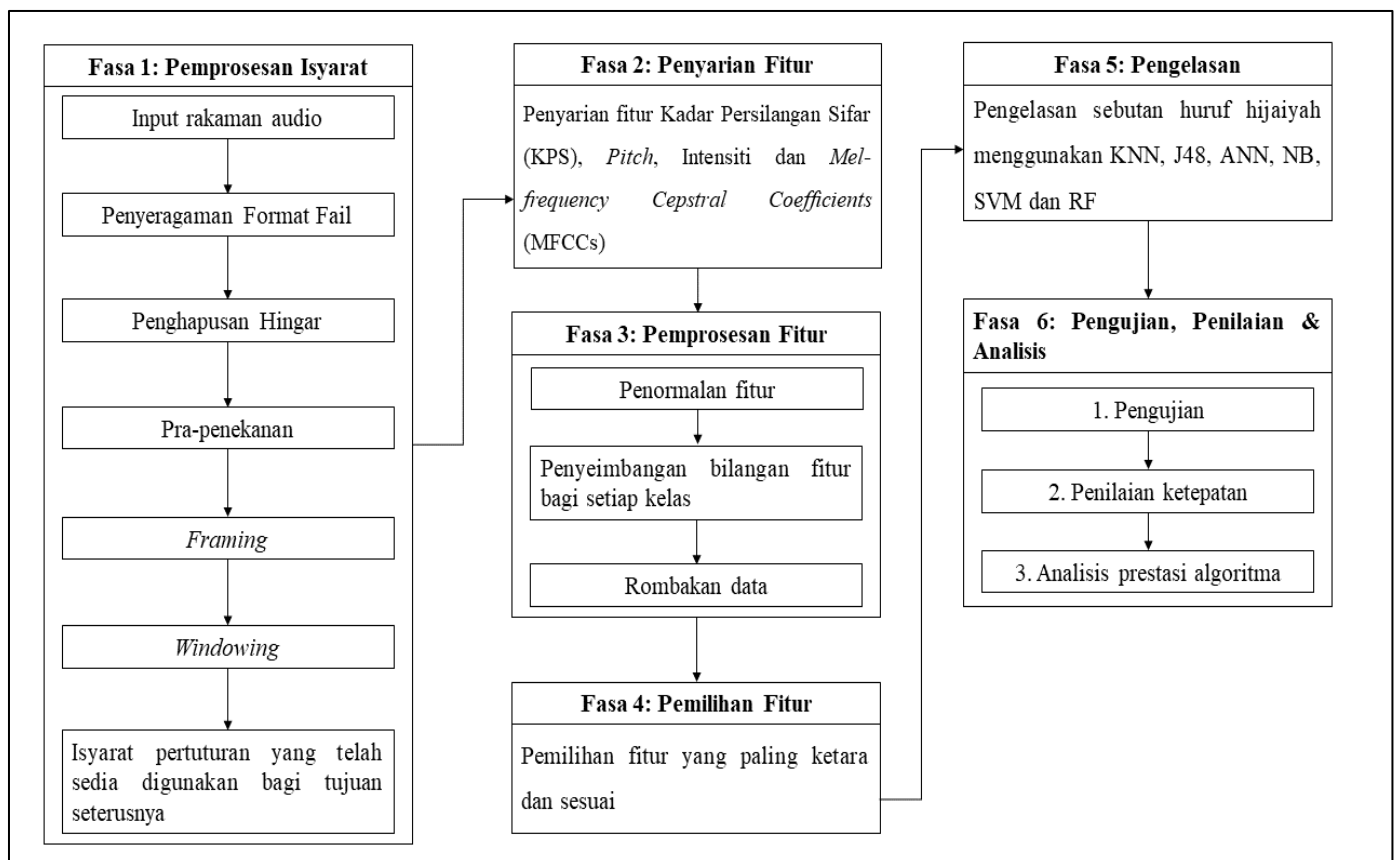 Fasa 1: Pemprosesan Isyarat
Input rakaman audio
Penyeragaman Format Fail
Penghapusan Hingar
Pra-penekanan
Framing
Windowing
Isyarat pertuturan yang telah
sedia digunakan bagi tujuan
seterusnya
Fasa 2: Penyarian Fitur
Penyarian fitur Kadar Persilangan Sifar
(KPS), Pitch, Intensiti dan Mel-
frequency Cepstral Coefficients
(MFCCs)
Fasa 3: Pemprosesan Fitur
Penormalan fitur
Penyeimbangan bilangan fitur
bagi setiap kelas
Rombakan data
Fasa 4: Pemilihan Fitur
Pemilihan fitur yang paling ketara
dan sesuai
Fasa 5: Pengelasan
Pengelasan sebutan huruf hijaiyah
menggunakan KNN, J48, ANN, NB,
SVM dan RF
Fasa 6: Pengujian, Penilaian &
Analisis
1. Pengujian
2. Penilaian ketepatan
3. Analisis prestasi algoritma